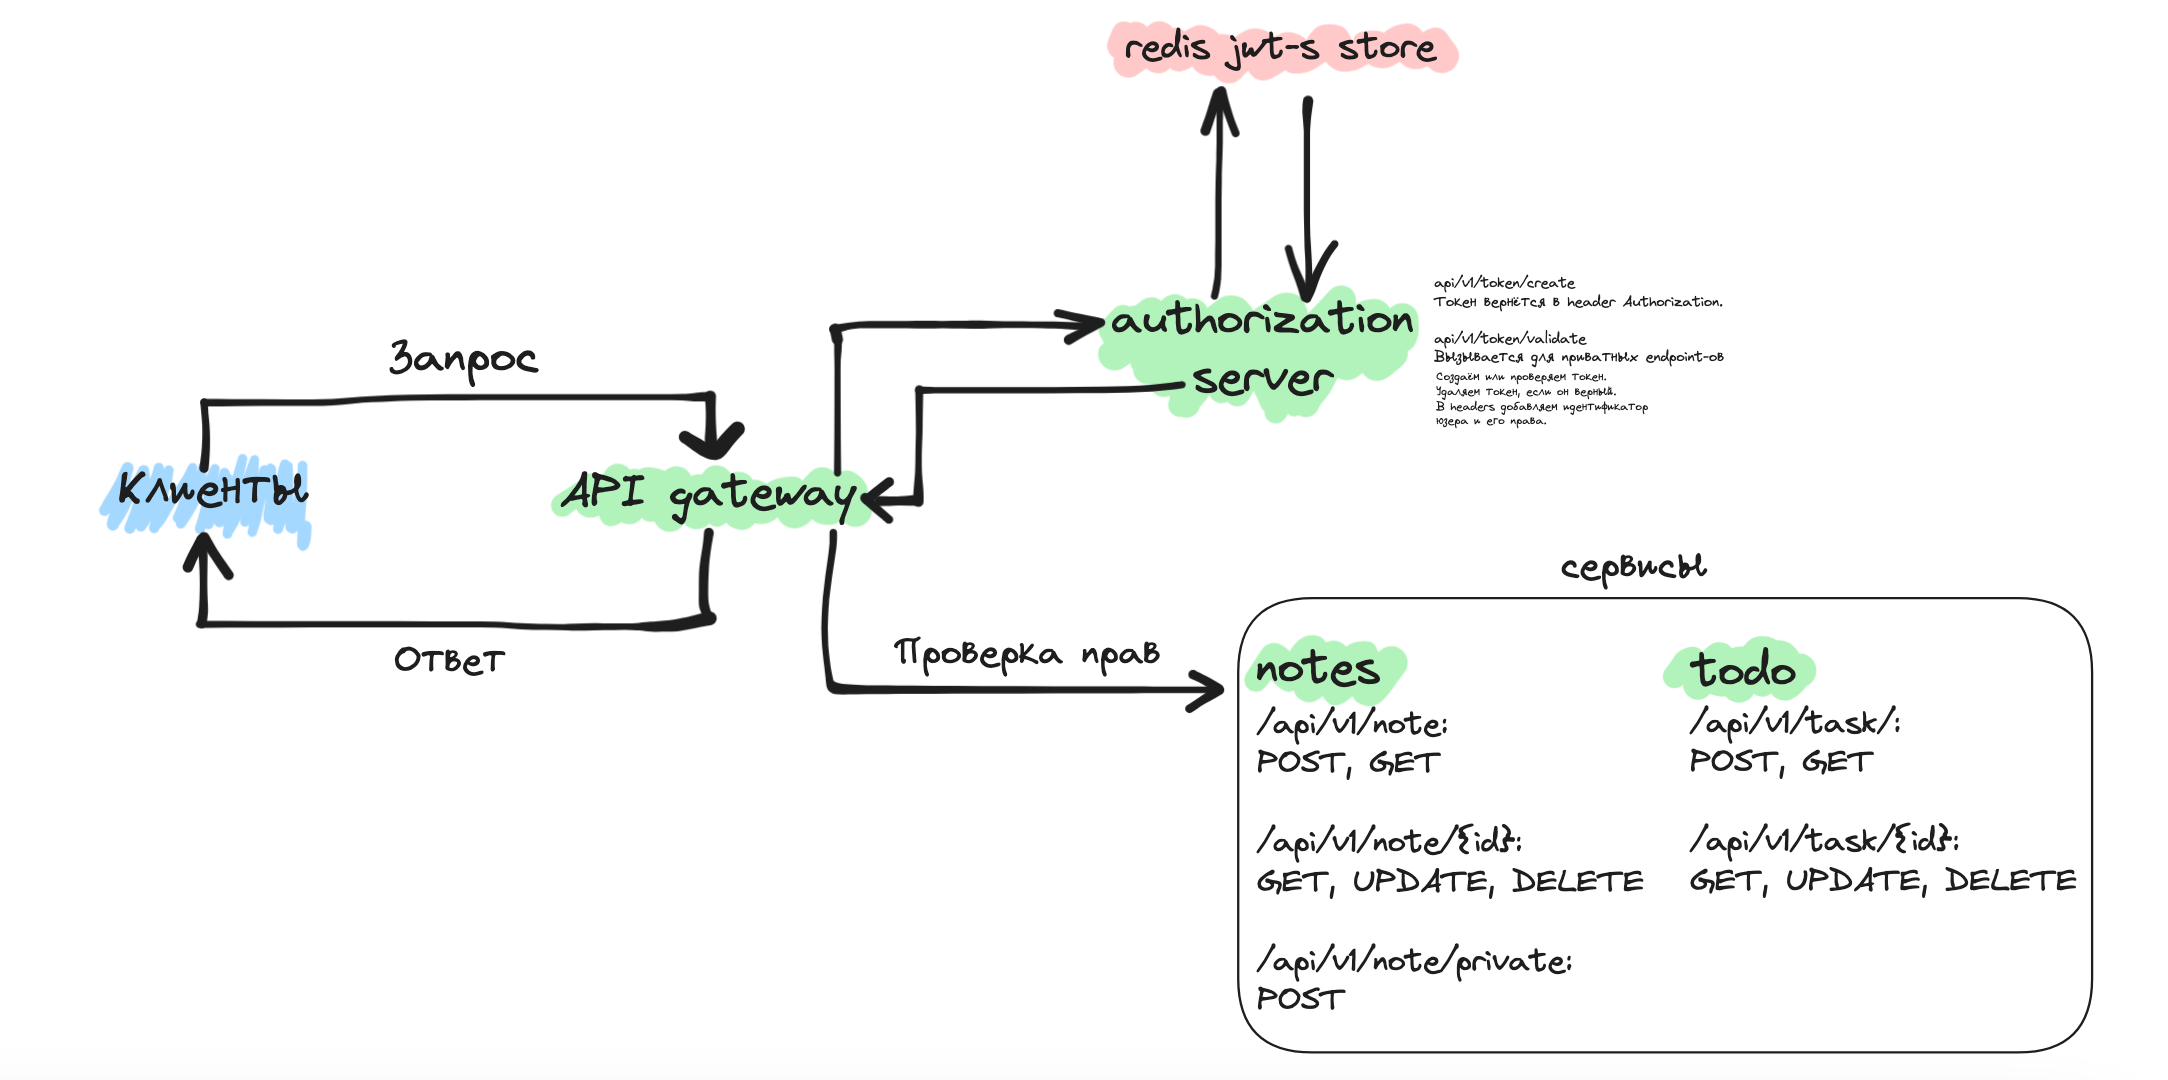 redis jwt-s store
authorization
server
api/v1/token/create
Токен вернётся в header Authorization.
api/v1/token/validate
Вызывается для приватных endpoint-ов
Создаём или проверяем токен.
Удаляем токен, если он верный.
В headers добавляем идентификатор
юзера и его права.
Запрос
Клиенты
API gateway
Ответ
Проверка прав
сервисы
notes
/api/v1/note:
POST, GET
/api/v1/note/{id}:
GET, UPDATE, DELETE
/api/v1/note/private:
POST
todo
/api/v1/task/:
POST, GET
/api/v1/task/{id}:
GET, UPDATE, DELETE